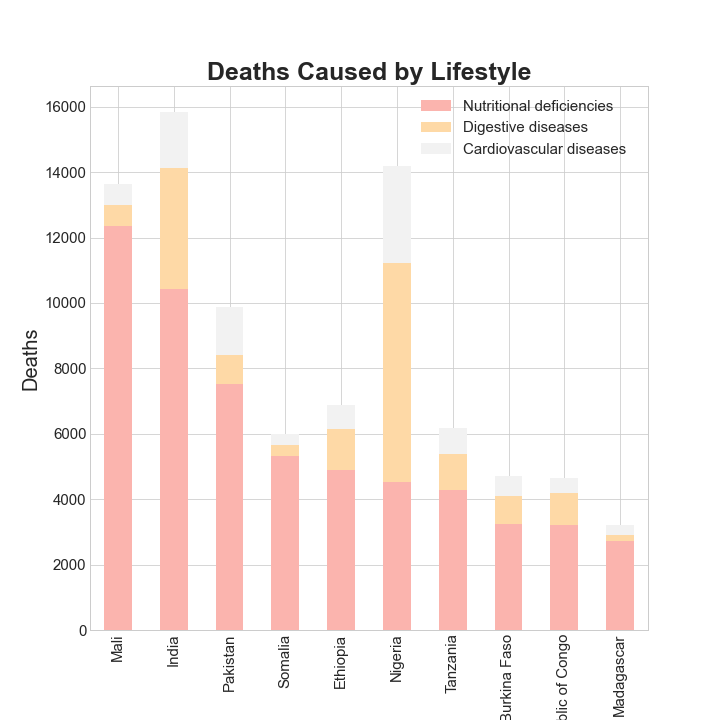 Deaths Caused by Lifestyle
Nutritional deficiencies
Digestive diseases
Cardiovascular diseases
Deaths
16000
14000
12000
10000
8000
6000
4000
2000
0
Mali
India
Pakistan
Somalia
Ethiopia
Nigeria
Tanzania
Burkina Faso
of Congo
Madagascar